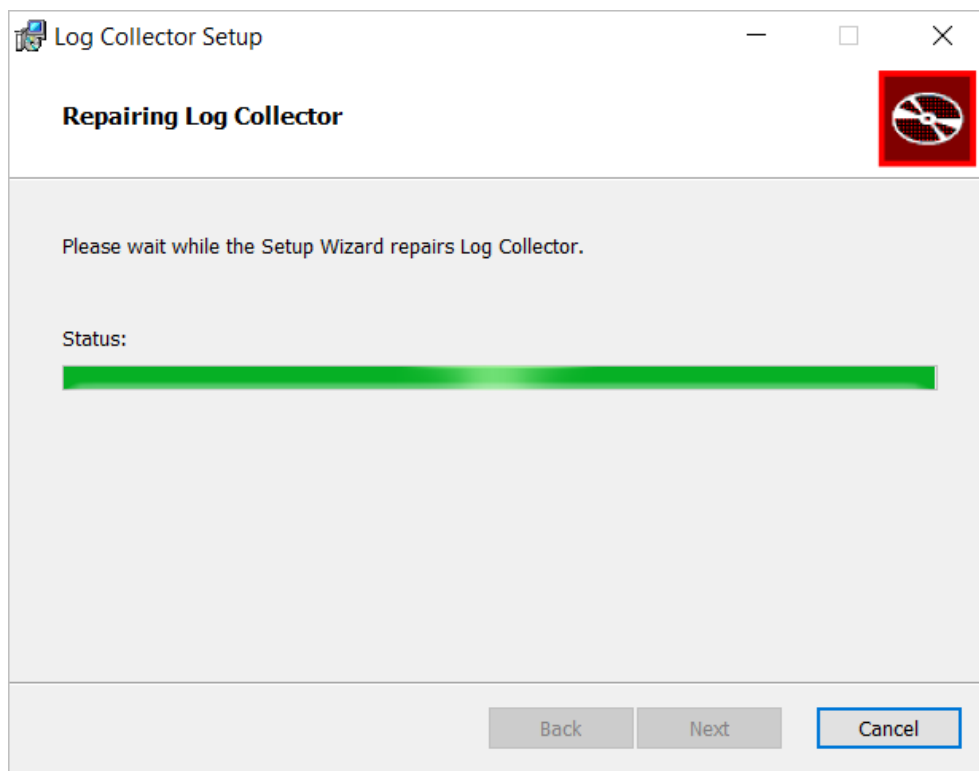 Log Collector Setup
Repairing Log Collector
Please wait while the Setup Wizard repairs Log Collector.
Status:
Back Next Cancel